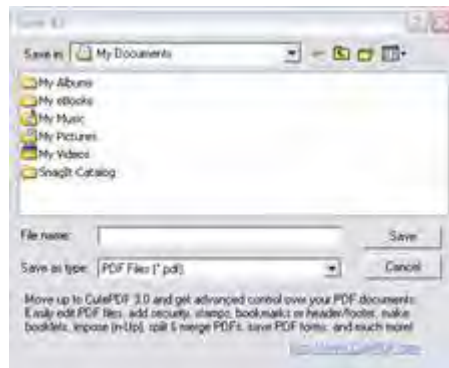 Save As
Save in: My Documents
My Albums
My eBooks
My Music
My Pictures
My Videos
SnagIt Catalog
File name: Save
Save as type: PDF Files (*.pdf) Cancel
Move up to CutePDF 3.0 and get advanced control over your PDF documents.
Easily edit PDF files, add security, stamps, bookmarks or header/footer, make
booklets, impose (n-Up), split & merge PDFs, save PDF forms, and much more!